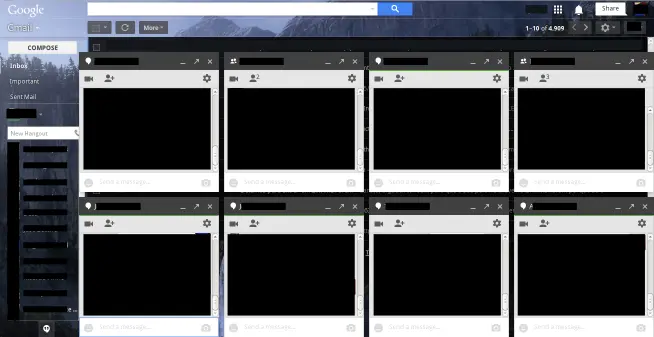 Google
Share
Gmail
More
1-10 of 4,909
COMPOSE
Inbox
Important
2
3
Sent Mail
New Hangout
Send a message...
Send a message...
Send a message...
Send a message...
Send a message...
Send a message...
Send a message...
Send a message...